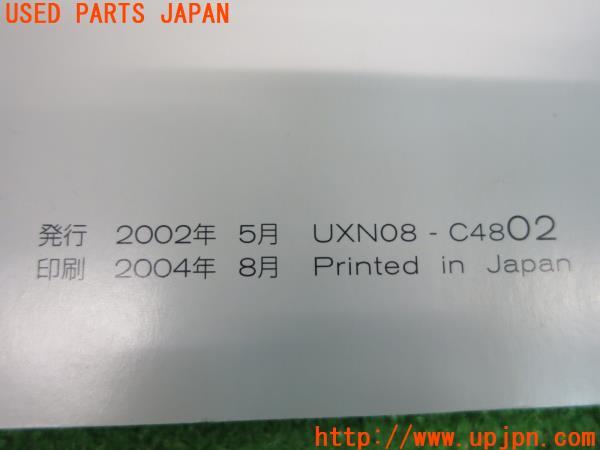 USED PARTS JAPAN
発行 2002年 5月 UXN08 - C4802
印刷 2004年 8月 Printed in Japan
http://www.upjpn.com